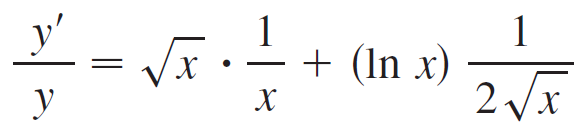 y'/y = √x · 1/x + (ln x) 1/(2√x)